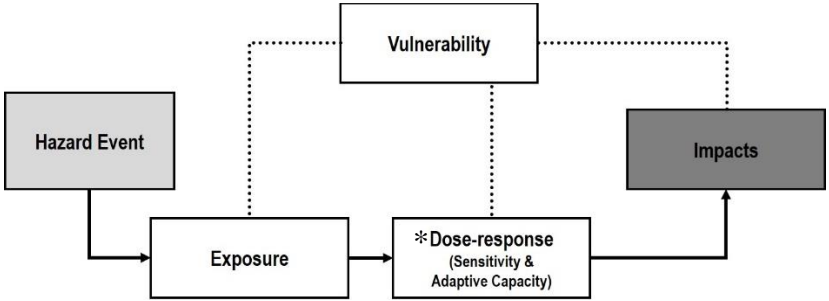 Vulnerability
Hazard Event
Impacts
Exposure
*Dose-response
(Sensitivity &
Adaptive Capacity)